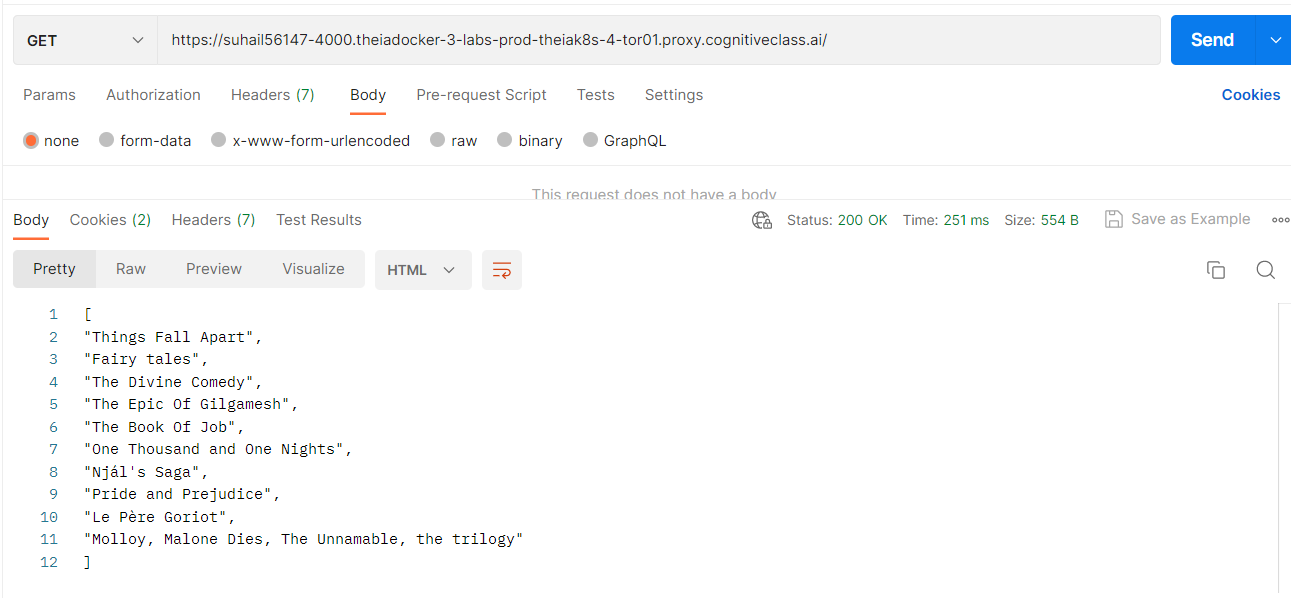 GET https://suhail56147-4000.theiadocker-3-labs-prod-theiak8s-4-tor01.proxy.cognitiveclass.ai/ Send
Params Authorization Headers (7) Body Pre-request Script Tests Settings Cookies
none form-data x-www-form-urlencoded raw binary GraphQL
This request does not have a body
Body Cookies (2) Headers (7) Test Results Status: 200 OK Time: 251 ms Size: 554 B Save as Example
Pretty Raw Preview Visualize HTML
1 [
2 "Things Fall Apart",
3 "Fairy tales",
4 "The Divine Comedy",
5 "The Epic Of Gilgamesh",
6 "The Book Of Job",
7 "One Thousand and One Nights",
8 "Njál's Saga",
9 "Pride and Prejudice",
10 "Le Père Goriot",
11 "Molloy, Malone Dies, The Unnamable, the trilogy"
12 ]